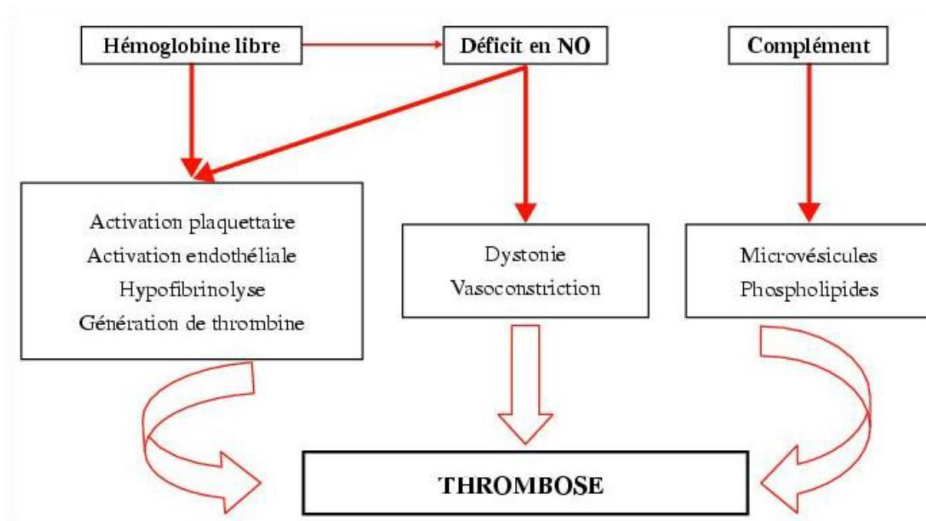 Hémoglobine libre
Déficit en NO
Complément
Activation plaquettaire
Activation endothéliale
Hypofibrinolyse
Génération de thrombine
Dystonie
Vasoconstriction
Microvésicules
Phospholipides
THROMBOSE